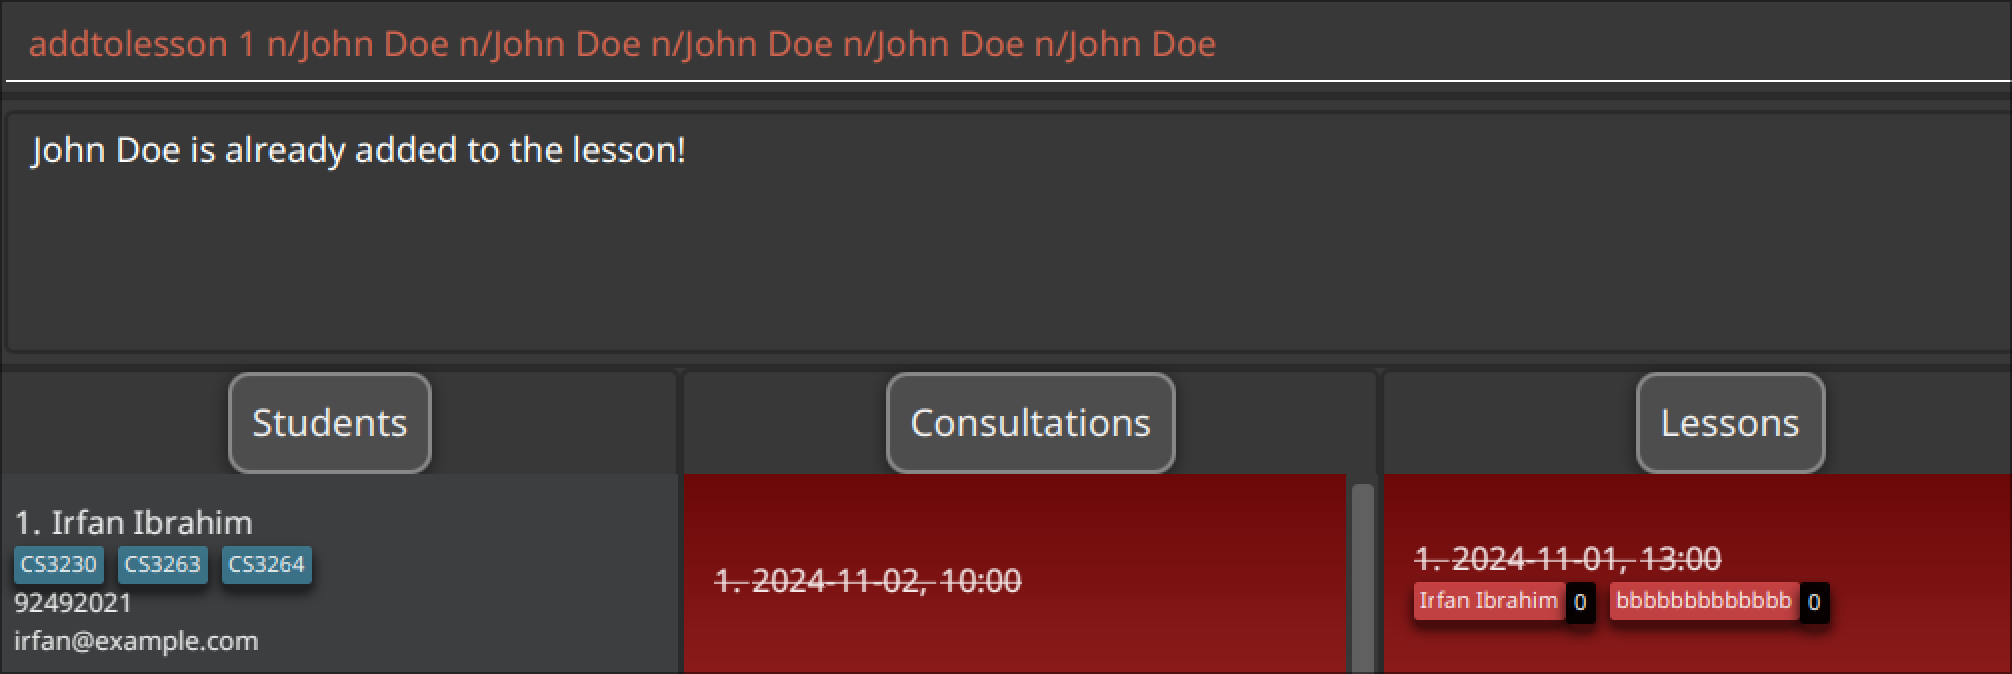 addtolesson 1 n/John Doe n/John Doe n/John Doe n/John Doe n/John Doe
John Doe is already added to the lesson!
Students
Consultations
Lessons
1. Irfan Ibrahim
CS3230 CS3263 CS3264
92492021
irfan@example.com
1. 2024-11-02, 10:00
1. 2024-11-01, 13:00
Irfan Ibrahim 0 bbbbbbbbbbbbb 0